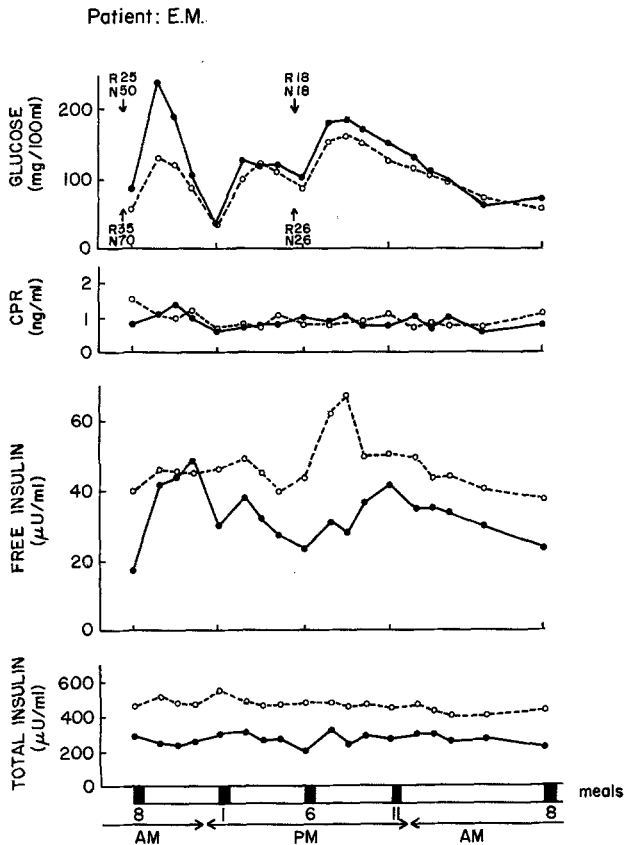 Patient: E.M.
R25
N50
R18
N18
200
100
0
GLUCOSE
(mg/100ml)
R35
N70
R26
N26
2
1
0
CPR
(ng/ml)
60
40
20
0
FREE INSULIN
(μU/ml)
600
400
200
0
TOTAL INSULIN
(μU/ml)
meals
8 1 6 11 8
AM PM AM